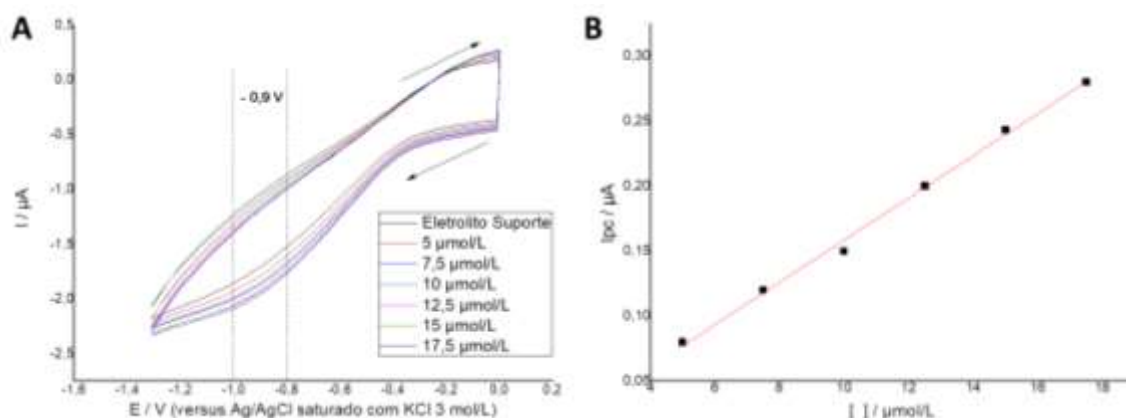 A
0.5
0.0
-0.5
-1.0
-1.5
-2.0
-2.5
I / µA
- 0,9 V
Eletrolito Suporte
5 µmol/L
7,5 µmol/L
10 µmol/L
12,5 µmol/L
15 µmol/L
17,5 µmol/L
-1,6 -1,4 -1,2 -1,0 -0,8 -0,6 -0,4 -0,2 0,0 0,2
E / V (versus Ag/AgCl saturado com KCl 3 mol/L)
B
0,30
0,25
0,20
0,15
0,10
0,05
Ipc / µA
4 6 8 10 12 14 16 18
[ ] / µmol/L